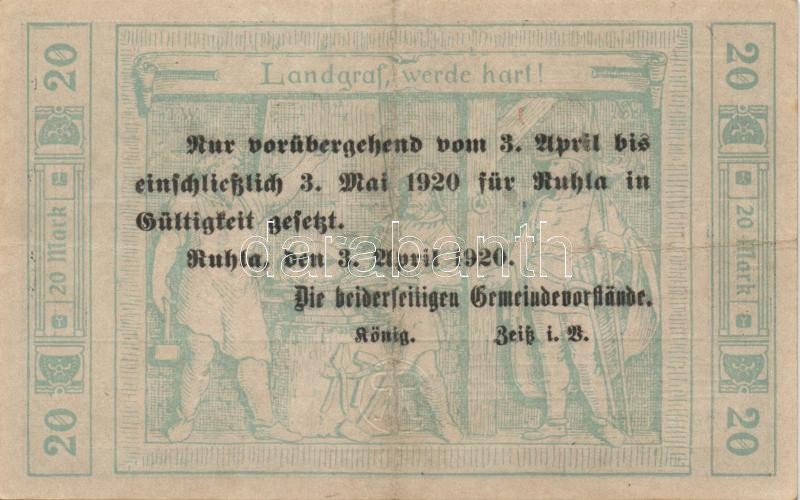 20
20
Landgraf, werde hart!
Nur vorübergehend vom 3. April bis
einschließlich 3. Mai 1920 für Ruhla in
Gültigkeit gesetzt.
Ruhla, den 3. April 1920.
Die beiderseitigen Gemeindevorstände.
König. Zeiß i. V.
20 Mark
20 Mark
20
20
darabanth